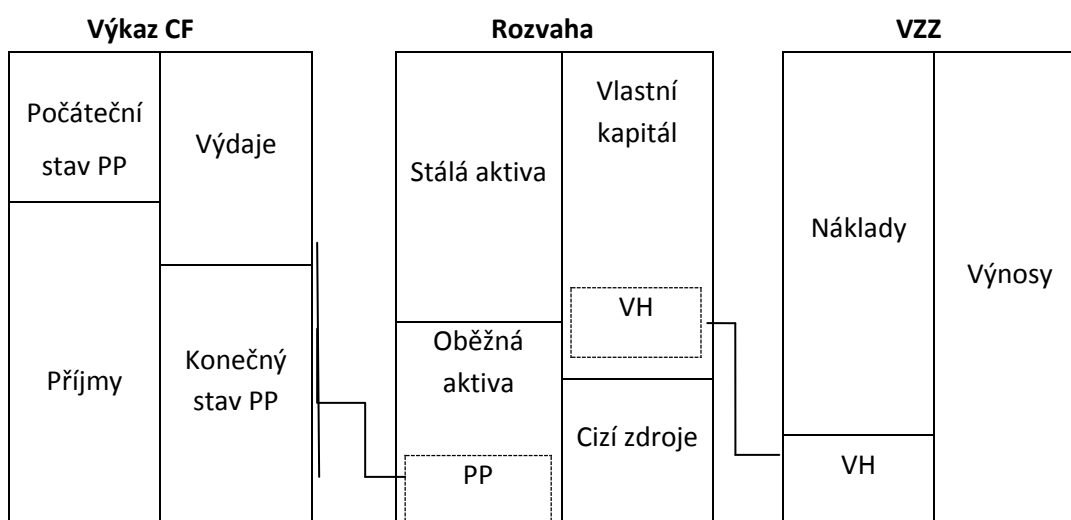 Výkaz CF
Počáteční
stav PP
Výdaje
Příjmy
Konečný
stav PP
Rozvaha
Stálá aktiva
Vlastní
kapitál
VH
Oběžná
aktiva
PP
Cizí zdroje
VZZ
Náklady
VH
Výnosy